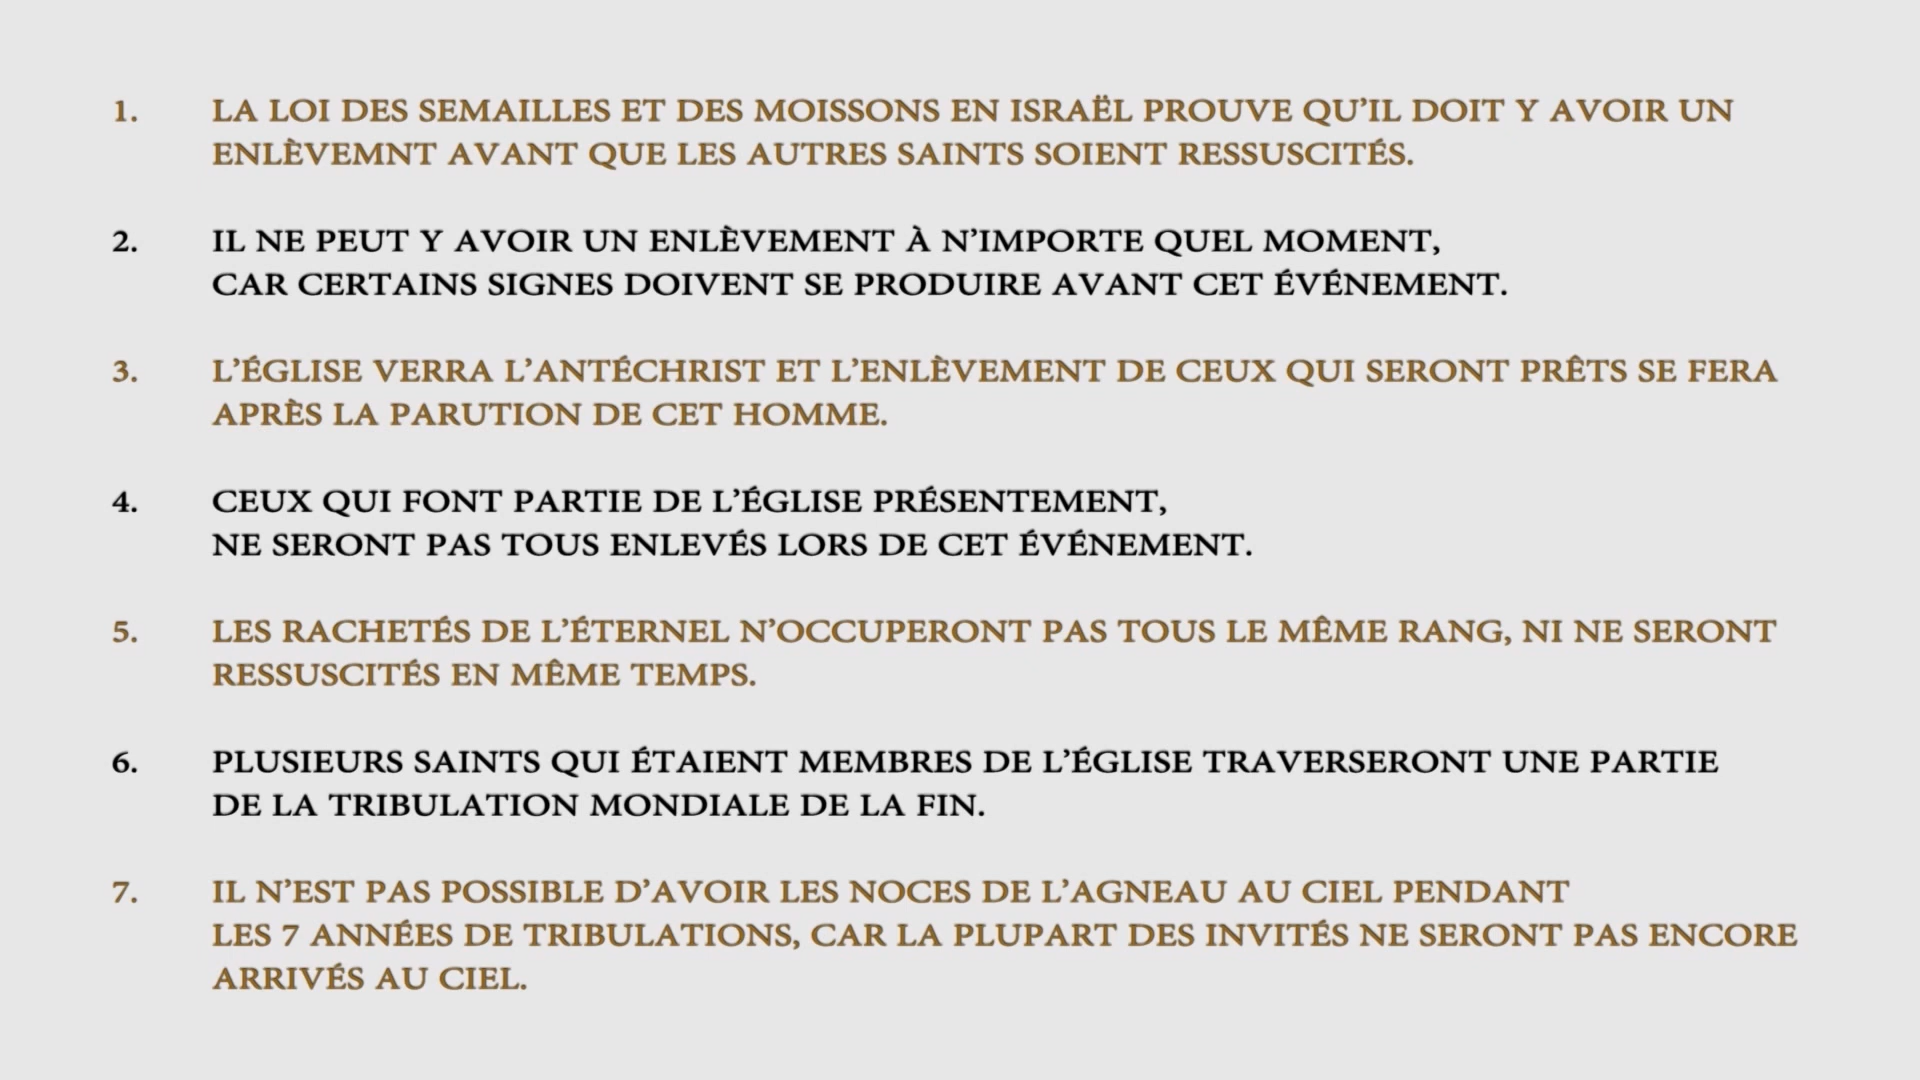 1. LA LOI DES SEMAILLES ET DES MOISSONS EN ISRAËL PROUVE QU'IL DOIT Y AVOIR UN
ENLÈVEMNT AVANT QUE LES AUTRES SAINTS SOIENT RESSUSCITÉS.
2. IL NE PEUT Y AVOIR UN ENLÈVEMENT À N'IMPORTE QUEL MOMENT,
CAR CERTAINS SIGNES DOIVENT SE PRODUIRE AVANT CET ÉVÉNEMENT.
3. L'ÉGLISE VERRA L'ANTÉCHRIST ET L'ENLÈVEMENT DE CEUX QUI SERONT PRÊTS SE FERA
APRÈS LA PARUTION DE CET HOMME.
4. CEUX QUI FONT PARTIE DE L'ÉGLISE PRÉSENTEMENT,
NE SERONT PAS TOUS ENLEVÉS LORS DE CET ÉVÉNEMENT.
5. LES RACHETÉS DE L'ÉTERNEL N'OCCUPERONT PAS TOUS LE MÊME RANG, NI NE SERONT
RESSUSCITÉS EN MÊME TEMPS.
6. PLUSIEURS SAINTS QUI ÉTAIENT MEMBRES DE L'ÉGLISE TRAVERSERONT UNE PARTIE
DE LA TRIBULATION MONDIALE DE LA FIN.
7. IL N'EST PAS POSSIBLE D'AVOIR LES NOCES DE L'AGNEAU AU CIEL PENDANT
LES 7 ANNÉES DE TRIBULATIONS, CAR LA PLUPART DES INVITÉS NE SERONT PAS ENCORE
ARRIVÉS AU CIEL.